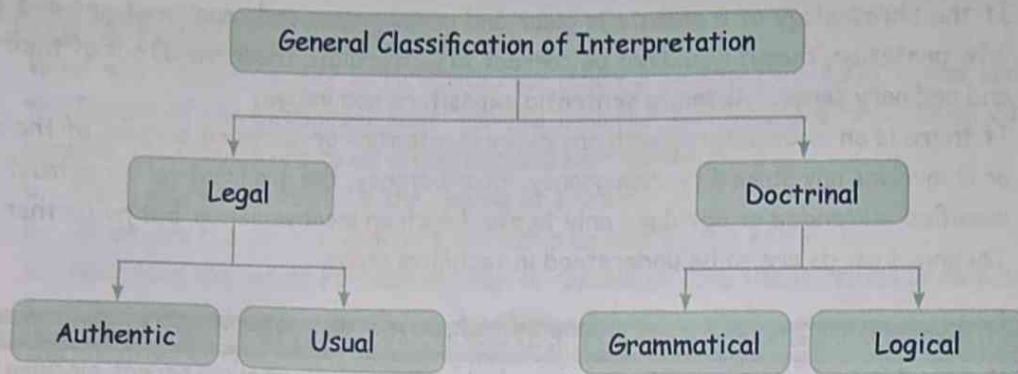 General Classification of Interpretation
Legal
Doctrinal
Authentic
Usual
Grammatical
Logical